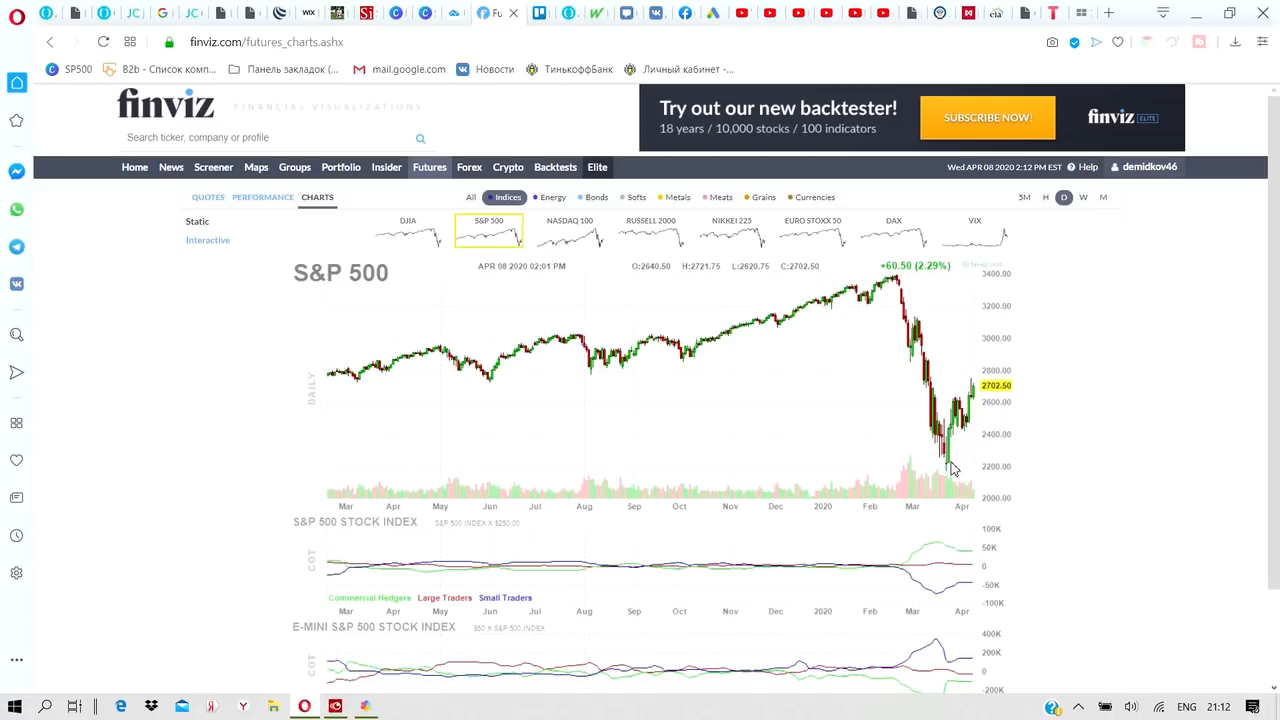 Fu
finviz.com/futures_charts.ashx
SP500
B2b - Список комп...
Панель закладок (...
mail.google.com
Новости
ТинькоффБанк
Личный кабинет -...
finviz FINANCIAL VISUALIZATIONS
Try out our new backtester!
18 years / 10,000 stocks / 100 indicators
SUBSCRIBE NOW!
finviz ELITE
Search ticker, company or profile
Home News Screener Maps Groups Portfolio Insider Futures Forex Crypto Backtests Elite
Wed APR 08 2020 2:12 PM EST Help demidkov46
QUOTES PERFORMANCE CHARTS
All Indices Energy Bonds Softs Metals Meats Grains Currencies
5M H D W M
Static
Interactive
DJIA S&P 500 NASDAQ 100 RUSSELL 2000 NIKKEI 225 EURO STOXX 50 DAX VIX
S&P 500
APR 08 2020 02:01 PM O:2640.50 H:2721.75 L:2620.75 C:2702.50 +60.50 (2.29%) © finviz.com
3400.00
3200.00
3000.00
2800.00
2702.50
2600.00
2400.00
2200.00
2000.00
DAILY
Mar Apr May Jun Jul Aug Sep Oct Nov Dec 2020 Feb Mar Apr
S&P 500 STOCK INDEX S&P 500 INDEX X $250.00
100K
50K
0
-50K
-100K
COT
Commercial Hedgers Large Traders Small Traders
Mar Apr May Jun Jul Aug Sep Oct Nov Dec 2020 Feb Mar Apr
E-MINI S&P 500 STOCK INDEX $50 X S&P 500 INDEX
400K
200K
0
-200K
COT
ENG 21:12